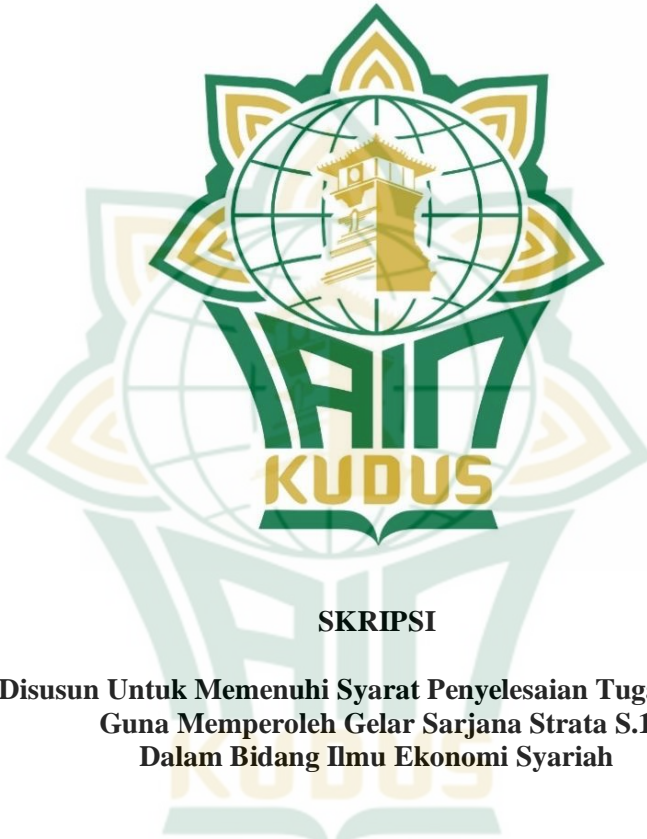 IAIN
KUDUS
SKRIPSI
Disusun Untuk Memenuhi Syarat Penyelesaian
Guna Memperoleh Gelar Sarjana Strata S.1
Dalam Bidang Ilmu Ekonomi Syariah
KUDUS